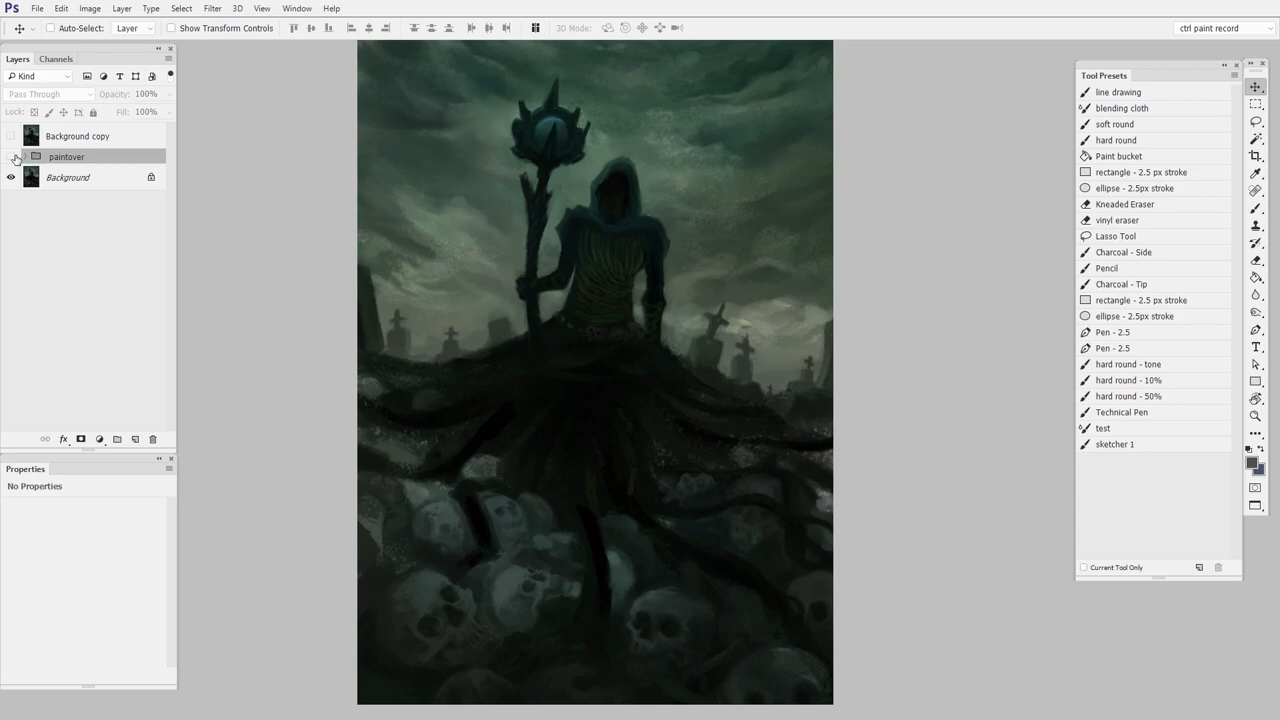 Ps File Edit Image Layer Type Select Filter 3D View Window Help
Auto-Select: Layer Show Transform Controls 3D Mode: ctrl paint record
Layers Channels
Kind
Pass Through Opacity: 100%
Lock: Fill: 100%
Background copy
paintover
Background
fx
Properties
No Properties
Tool Presets
line drawing
blending cloth
soft round
hard round
Paint bucket
rectangle - 2.5 px stroke
ellipse - 2.5px stroke
Kneaded Eraser
vinyl eraser
Lasso Tool
Charcoal - Side
Pencil
Charcoal - Tip
rectangle - 2.5 px stroke
ellipse - 2.5px stroke
Pen - 2.5
Pen - 2.5
hard round - tone
hard round - 10%
hard round - 50%
Technical Pen
test
sketcher 1
Current Tool Only